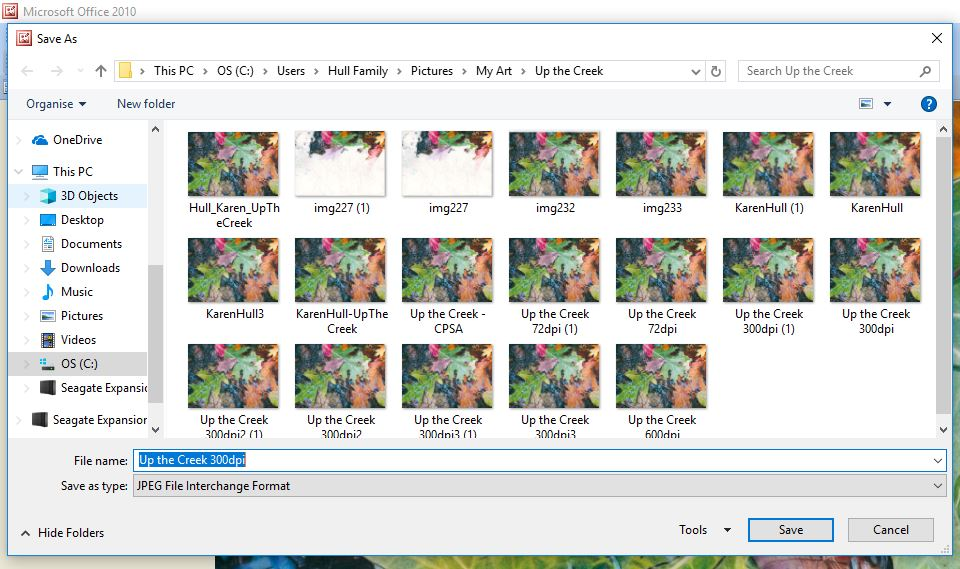 Microsoft Office 2010
Save As
This PC > OS (C:) > Users > Hull Family > Pictures > My Art > Up the Creek
Search Up the Creek
Organise
New folder
?
OneDrive
This PC
3D Objects
Desktop
Documents
Downloads
Music
Pictures
Videos
OS (C:)
Seagate Expansio
Seagate Expansion
Hull_Karen_UpTh
eCreek
img227 (1)
img227
img232
img233
KarenHull (1)
KarenHull
KarenHull3
KarenHull-UpThe
Creek
Up the Creek -
CPSA
Up the Creek
72dpi (1)
Up the Creek
72dpi
Up the Creek
300dpi (1)
Up the Creek
300dpi
Up the Creek
300dpi2 (1)
Up the Creek
300dpi2
Up the Creek
300dpi3 (1)
Up the Creek
300dpi3
Up the Creek
600dpi
File name: Up the Creek 300dpi
Save as type: JPEG File Interchange Format
Hide Folders
Tools
Save
Cancel